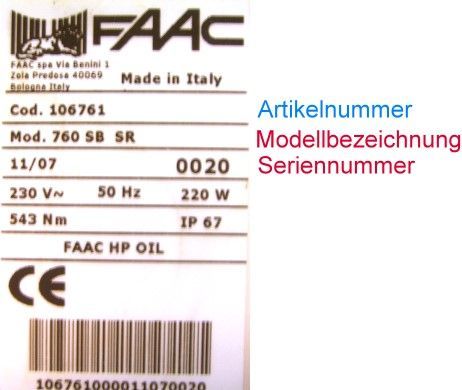 FAAC
FAAC spa Via Benini 1
Zola Predosa 40069
Bologna Italy
Made in Italy
Cod. 106761 Artikelnummer
Mod. 760 SB SR Modellbezeichnung
11/07 0020 Seriennummer
230 V~ 50 Hz 220 W
543 Nm IP 67
FAAC HP OIL
CE
106761000011070020